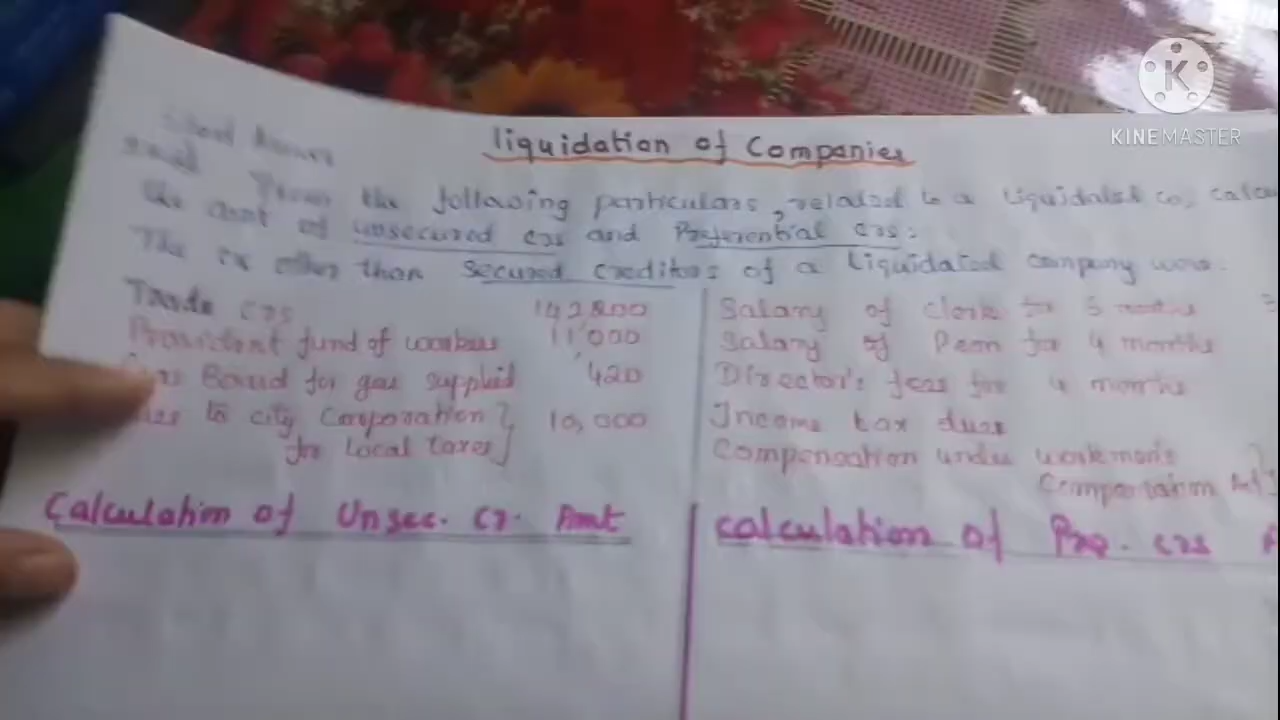 KINEMASTER
liquidation of Companies
Short Answer
From the following particulars, related to a liquidated co, calcu
the amt of unsecured crs and Preferential crs:
The crs other than Secured creditors of a liquidated company were.
Trade crs 142800
Provident fund of workers 11,000
Gas Board for gas supplied 420
to city Corporation 10,000
for Local taxes
Salary of Clerk for months
Salary of Peon for 4 months
Director's fees for 4 months
Income tax dues
Compensation under workmen's
Calculation of Unsec. Cr. Amt
calculation of Pre. crs